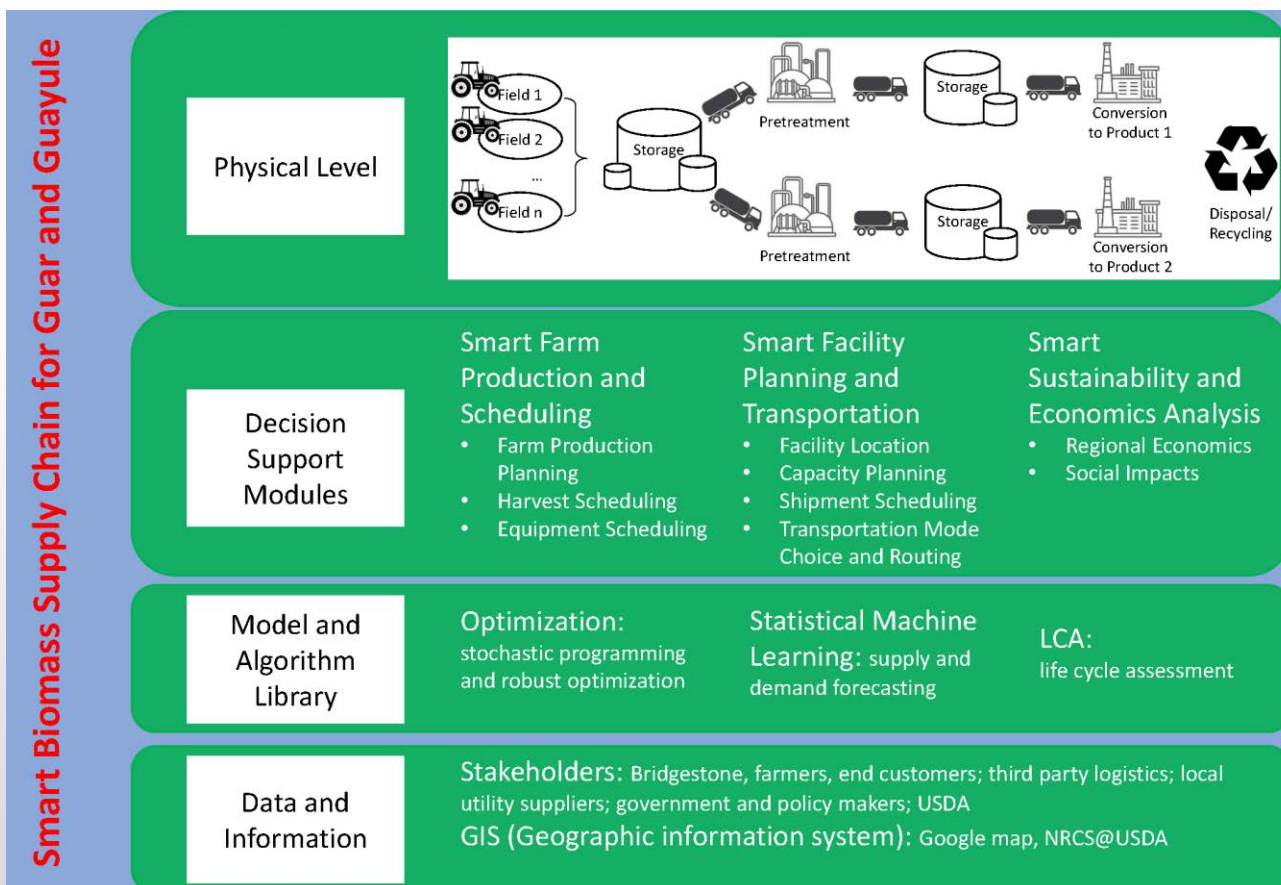 Smart Biomass Supply Chain for Guar and Guayule
Physical Level
Field 1
Field 2
...
Field n
Storage
Pretreatment
Storage
Conversion
to Product 1
Pretreatment
Storage
Conversion
to Product 2
Disposal/
Recycling
Decision
Support
Modules
Smart Farm
Production and
Scheduling
• Farm Production
Planning
• Harvest Scheduling
• Equipment Scheduling
Smart Facility
Planning and
Transportation
• Facility Location
• Capacity Planning
• Shipment Scheduling
• Transportation Mode
Choice and Routing
Smart
Sustainability and
Economics Analysis
• Regional Economics
• Social Impacts
Model and
Algorithm
Library
Optimization:
stochastic programming
and robust optimization
Statistical Machine
Learning: supply and
demand forecasting
LCA:
life cycle assessment
Data and
Information
Stakeholders: Bridgestone, farmers, end customers; third party logistics; local
utility suppliers; government and policy makers; USDA
GIS (Geographic information system): Google map, NRCS@USDA